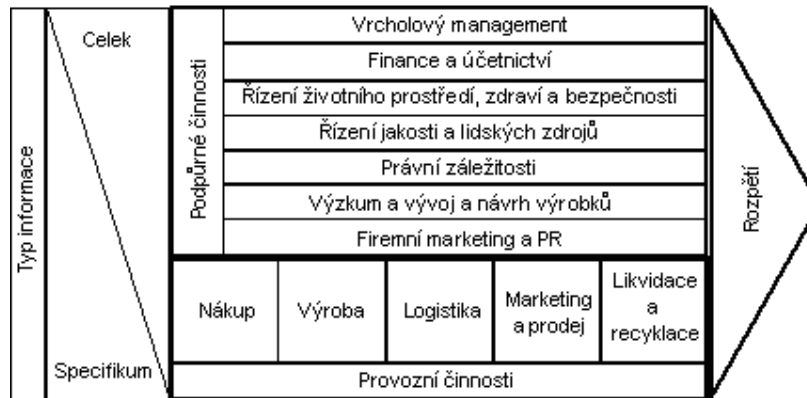 Typ informace
Celek
Specifikum
Podpůrné činnosti
Vrcholový management
Finance a účetnictví
Řízení životního prostředí, zdraví a bezpečnosti
Řízení jakosti a lidských zdrojů
Právní záležitosti
Výzkum a vývoj a návrh výrobků
Firemní marketing a PR
Nákup
Výroba
Logistika
Marketing
a prodej
Likvidace
a
recyklace
Provozní činnosti
Rozpětí